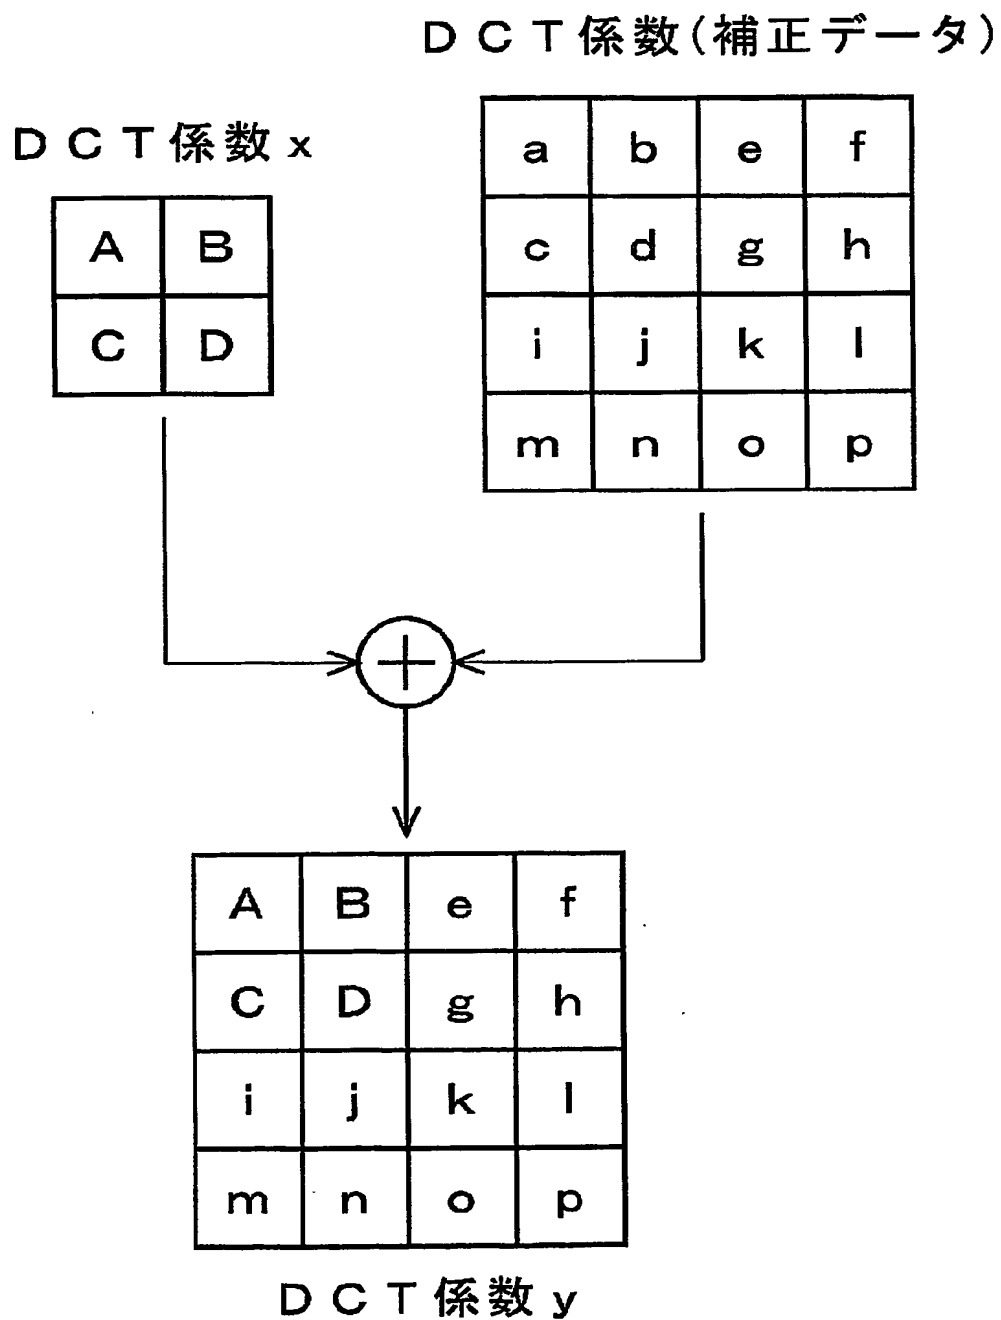 DCT係数(補正データ)
DCT係数x
A B
C D
a b e f
c d g h
i j k l
m n o p
A B e f
C D g h
i j k l
m n o p
DCT係数y